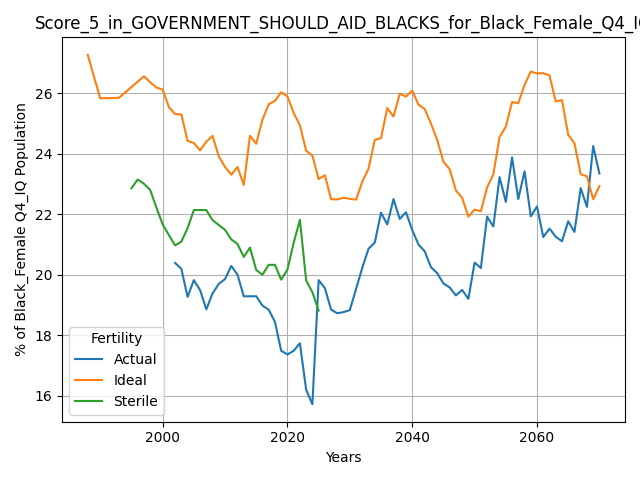 Score_5_in_GOVERNMENT_SHOULD_AID_BLACKS_for_Black_Female_Q4_IQ
% of Black_Female Q4_IQ Population
26
24
22
20
18
16
Fertility
Actual
Ideal
Sterile
2000 2020 2040 2060
Years